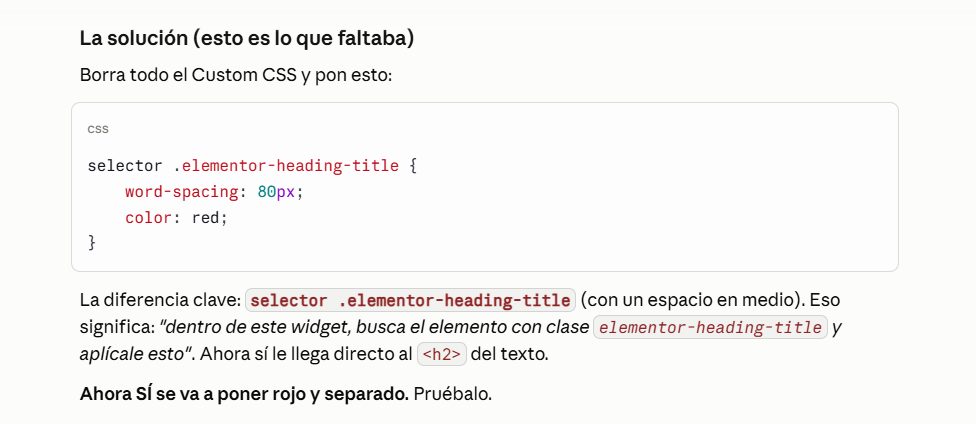 La solución (esto es lo que faltaba)
Borra todo el Custom CSS y pon esto:
css
selector .elementor-heading-title {
    word-spacing: 80px;
    color: red;
}
La diferencia clave: selector .elementor-heading-title (con un espacio en medio). Eso
significa: "dentro de este widget, busca el elemento con clase elementor-heading-title y
aplícale esto". Ahora sí le llega directo al <h2> del texto.
Ahora SÍ se va a poner rojo y separado. Pruébalo.